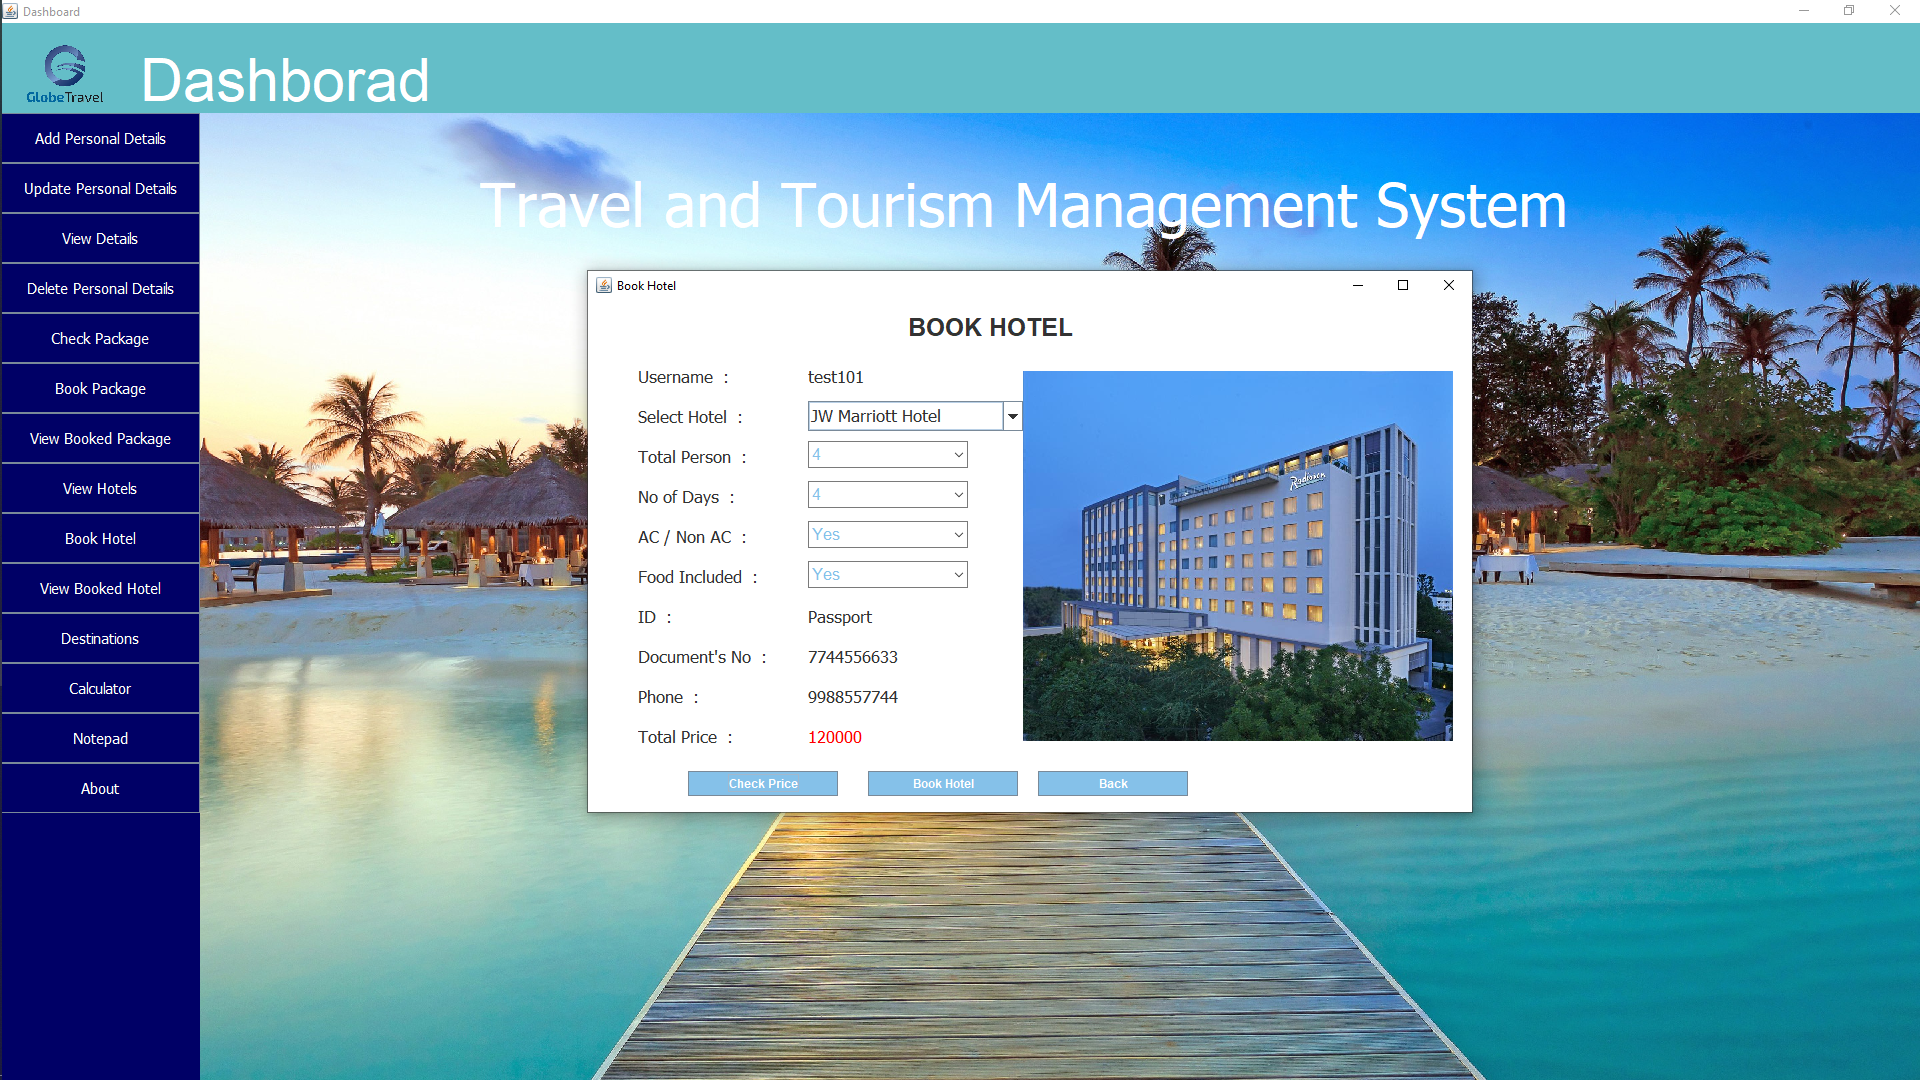 Dashboard
GlobeTravel
Dashborad
Add Personal Details
Update Personal Details
View Details
Delete Personal Details
Check Package
Book Package
View Booked Package
View Hotels
Book Hotel
View Booked Hotel
Destinations
Calculator
Notepad
About
Travel and Tourism Management System
Book Hotel
BOOK HOTEL
Username : test101
Select Hotel : JW Marriott Hotel
Total Person : 4
No of Days : 4
AC / Non AC : Yes
Food Included : Yes
ID : Passport
Document's No : 7744556633
Phone : 9988557744
Total Price : 120000
Radisson
Check Price Book Hotel Back